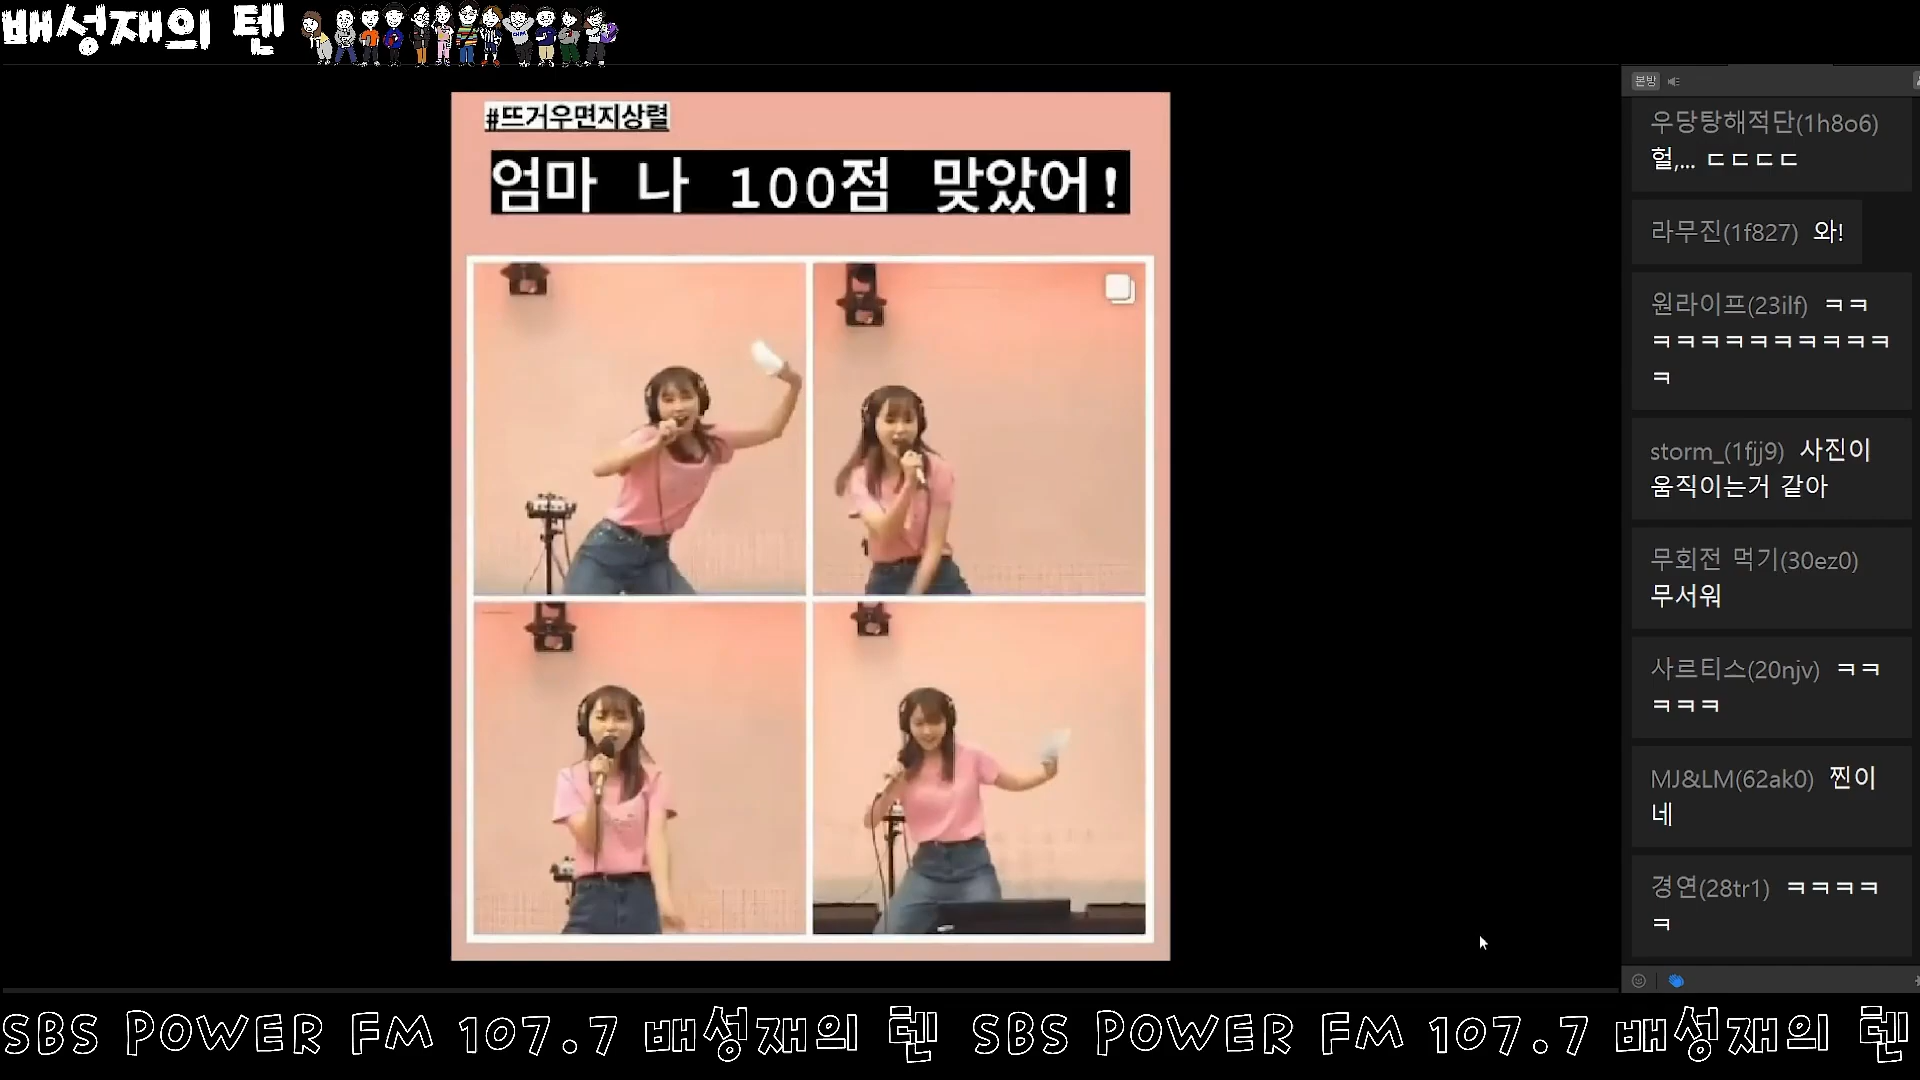 배성재의 텐
#뜨거우면지상렬
엄마 나 100점 맞았어!
본방
우당탕해적단(1h8o6)
헐,... ㄷㄷㄷㄷ
라무진(1f827) 와!
원라이프(23ilf) ㅋㅋ
ㅋㅋㅋㅋㅋㅋㅋㅋㅋㅋ
ㅋ
storm_(1fjj9) 사진이
움직이는거 같아
무회전 먹기(30ez0)
무서워
사르티스(20njv) ㅋㅋ
ㅋㅋㅋ
MJ&LM(62ak0) 찐이
네
경연(28tr1) ㅋㅋㅋㅋ
ㅋ
SBS POWER FM 107.7 배성재의 텐 SBS POWER FM 107.7 배성재의 텐